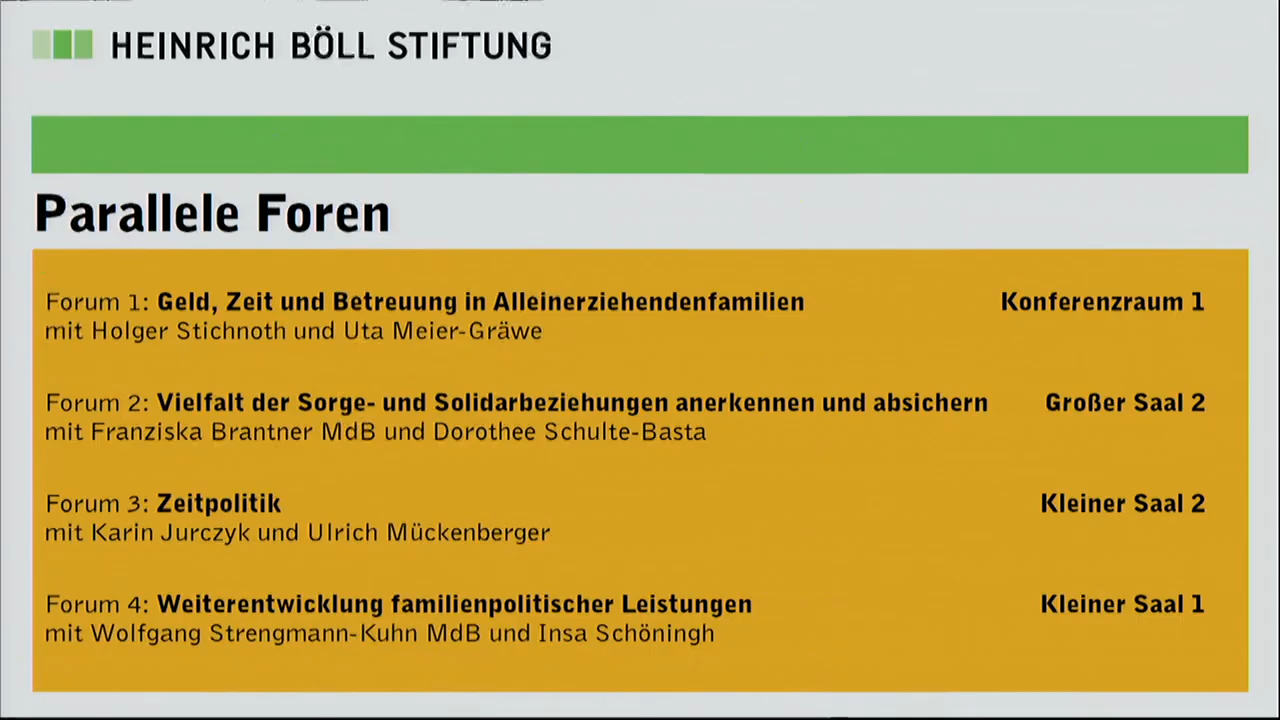 HEINRICH BÖLL STIFTUNG
Parallele Foren
Forum 1: Geld, Zeit und Betreuung in Alleinerziehendenfamilien Konferenzraum 1
mit Holger Stichnoth und Uta Meier-Gräwe
Forum 2: Vielfalt der Sorge- und Solidarbeziehungen anerkennen und absichern Großer Saal 2
mit Franziska Brantner MdB und Dorothee Schulte-Basta
Forum 3: Zeitpolitik Kleiner Saal 2
mit Karin Jurczyk und Ulrich Mückenberger
Forum 4: Weiterentwicklung familienpolitischer Leistungen Kleiner Saal 1
mit Wolfgang Strengmann-Kuhn MdB und Insa Schöningh